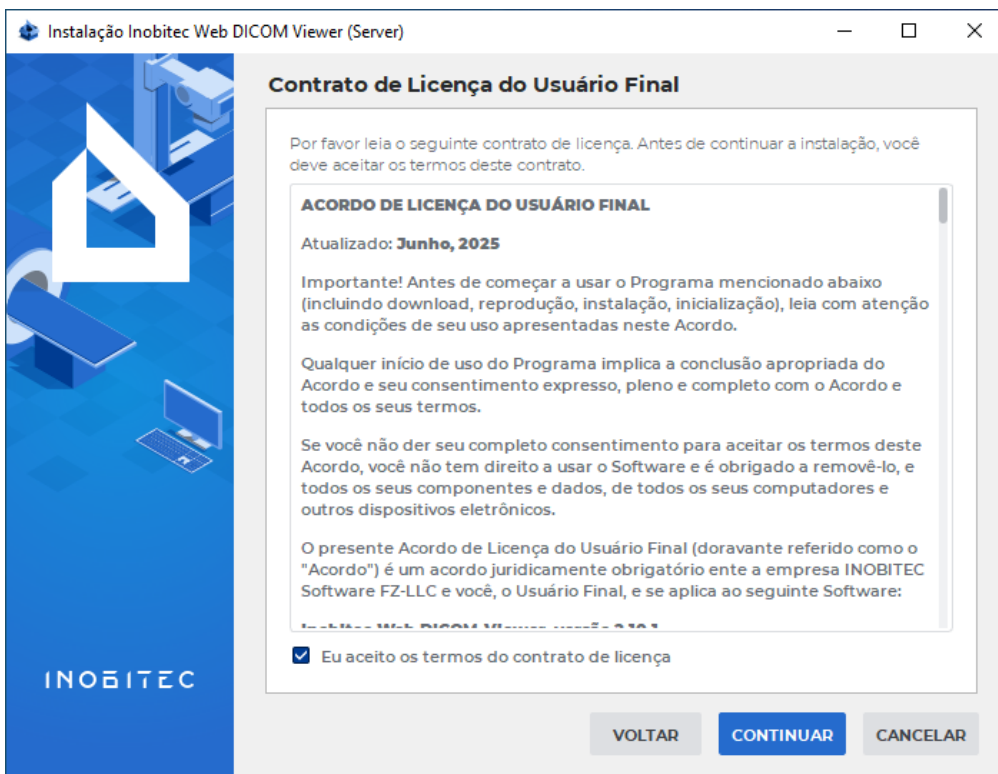 Instalação Inobitec Web DICOM Viewer (Server)
Contrato de Licença do Usuário Final
Por favor leia o seguinte contrato de licença. Antes de continuar a instalação, você
deve aceitar os termos deste contrato.
ACORDO DE LICENÇA DO USUÁRIO FINAL
Atualizado: Junho, 2025
Importante! Antes de começar a usar o Programa mencionado abaixo
(incluindo download, reprodução, instalação, inicialização), leia com atenção
as condições de seu uso apresentadas neste Acordo.
Qualquer início de uso do Programa implica a conclusão apropriada do
Acordo e seu consentimento expresso, pleno e completo com o Acordo e
todos os seus termos.
Se você não der seu completo consentimento para aceitar os termos deste
Acordo, você não tem direito a usar o Software e é obrigado a removê-lo, e
todos os seus componentes e dados, de todos os seus computadores e
outros dispositivos eletrônicos.
O presente Acordo de Licença do Usuário Final (doravante referido como o
"Acordo") é um acordo juridicamente obrigatório ente a empresa INOBITEC
Software FZ-LLC e você, o Usuário Final, e se aplica ao seguinte Software:
Inobitec Web DICOM Viewer, versão 2.10.1
Eu aceito os termos do contrato de licença
INOBITEC
VOLTAR
CONTINUAR
CANCELAR